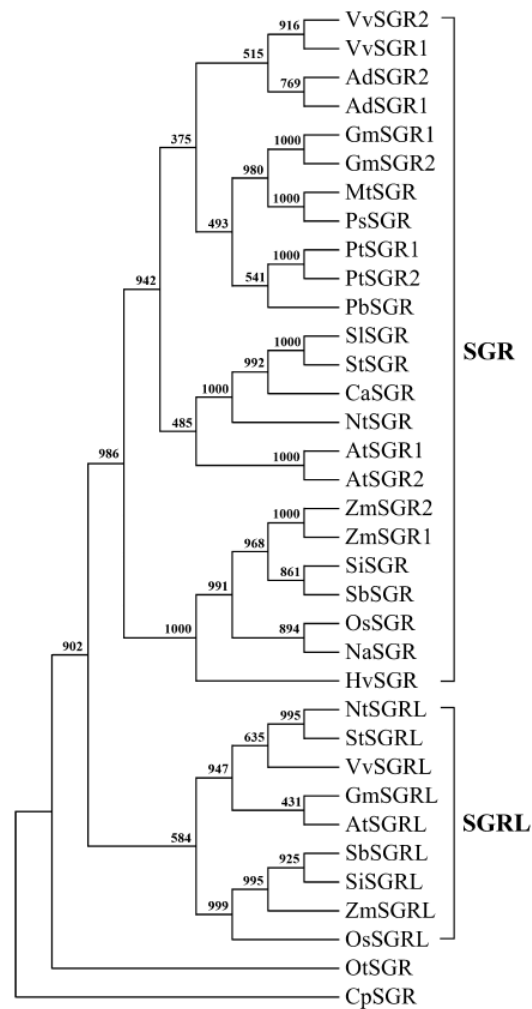 916
VvSGR2
VvSGR1
515
AdSGR2
769
AdSGR1
375
1000
GmSGR1
GmSGR2
980
1000
MtSGR
PsSGR
493
1000
PtSGR1
PtSGR2
541
PbSGR
942
1000
SlSGR
StSGR
992
SGR
CaSGR
1000
NtSGR
485
1000
AtSGR1
AtSGR2
986
1000
ZmSGR2
ZmSGR1
968
SiSGR
861
SbSGR
991
894
OsSGR
NaSGR
1000
902
HvSGR
995
NtSGRL
StSGRL
635
VvSGRL
947
431
GmSGRL
AtSGRL
SGRL
584
925
SbSGRL
SiSGRL
995
ZmSGRL
999
OsSGRL
OtSGR
CpSGR